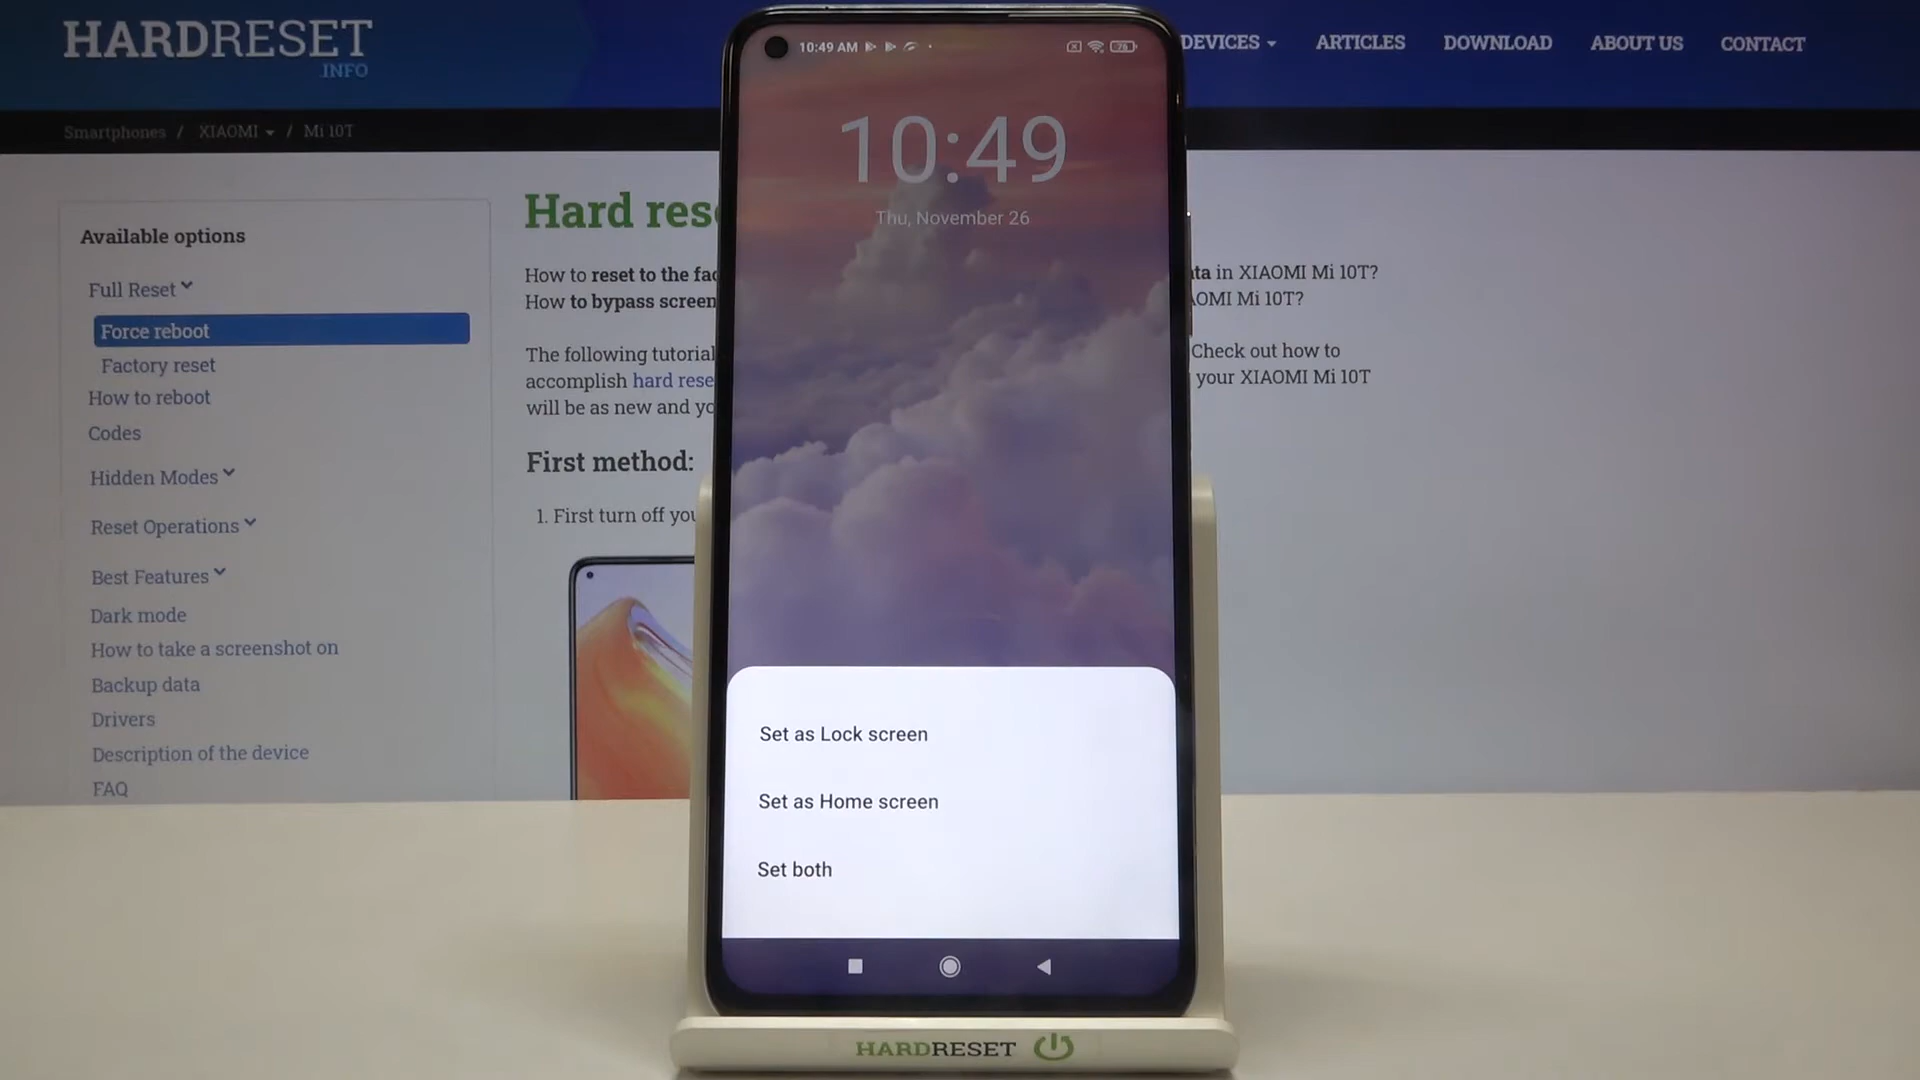 HARDRESET
.INFO
DEVICES
ARTICLES
DOWNLOAD
ABOUT US
CONTACT
Smartphones / XIAOMI / Mi 10T
Available options
Full Reset
Force reboot
Factory reset
How to reboot
Codes
Hidden Modes
Reset Operations
Best Features
Dark mode
How to take a screenshot on
Backup data
Drivers
Description of the device
FAQ
Hard res
How to reset to the fac
ta in XIAOMI Mi 10T?
How to bypass screen
AOMI Mi 10T?
The following tutorial
Check out how to
accomplish hard rese
your XIAOMI Mi 10T
will be as new and yo
First method:
1. First turn off you
10:49 AM
76
10:49
Thu, November 26
Set as Lock screen
Set as Home screen
Set both
HARDRESET